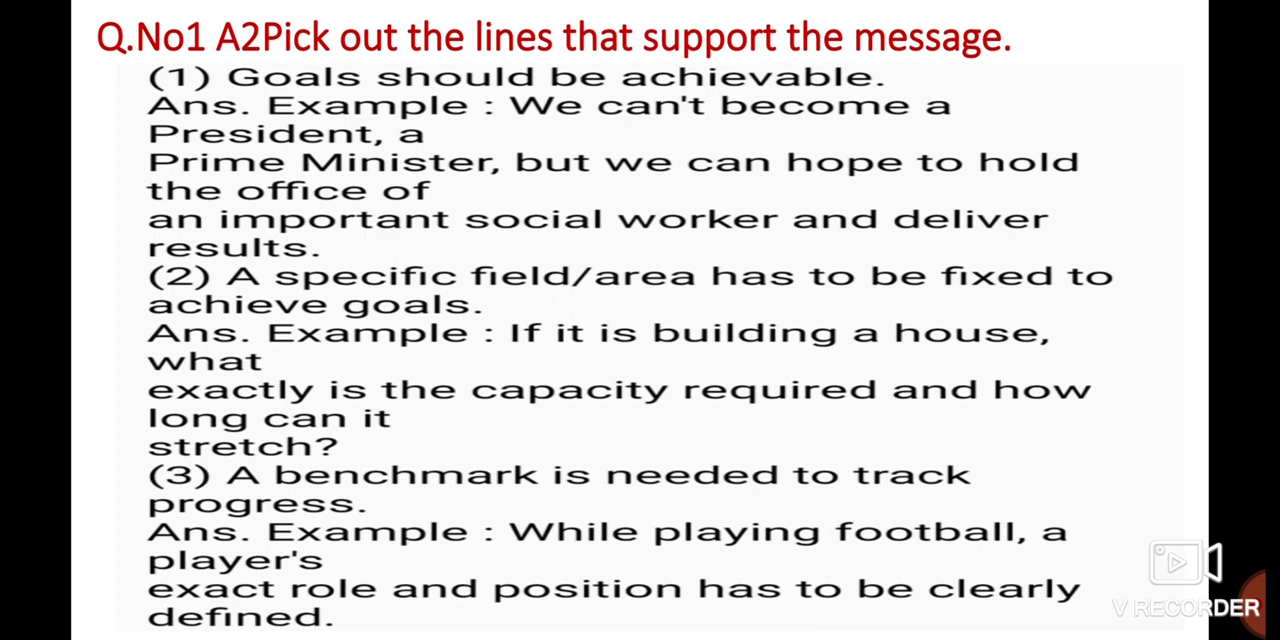 Q.No1 A2Pick out the lines that support the message.
(1) Goals should be achievable.
Ans. Example : We can't become a
President, a
Prime Minister, but we can hope to hold
the office of
an important social worker and deliver
results.
(2) A specific field/area has to be fixed to
achieve goals.
Ans. Example : If it is building a house,
what
exactly is the capacity required and how
long can it
stretch?
(3) A benchmark is needed to track
progress.
Ans. Example : While playing football, a
player's
exact role and position has to be clearly
defined.
V RECORDER